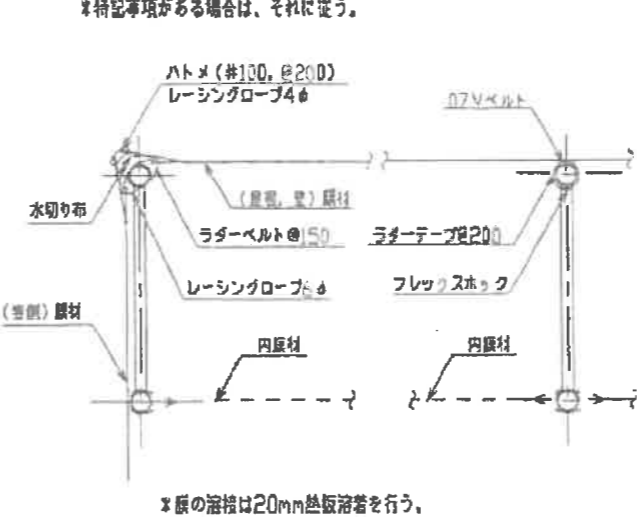 *特記事項がある場合は、それに従う。
ハトメ(#100, @200)
レーシングロープ4φ
ベルト
水切り布
(屋根, 壁) 膜材
ラダーベルト@150
ラダーテープ@200
レーシングロープ6φ
フレックスホック
膜材
内膜材
内膜材
*膜の溶接は20mm熱板溶着を行う。